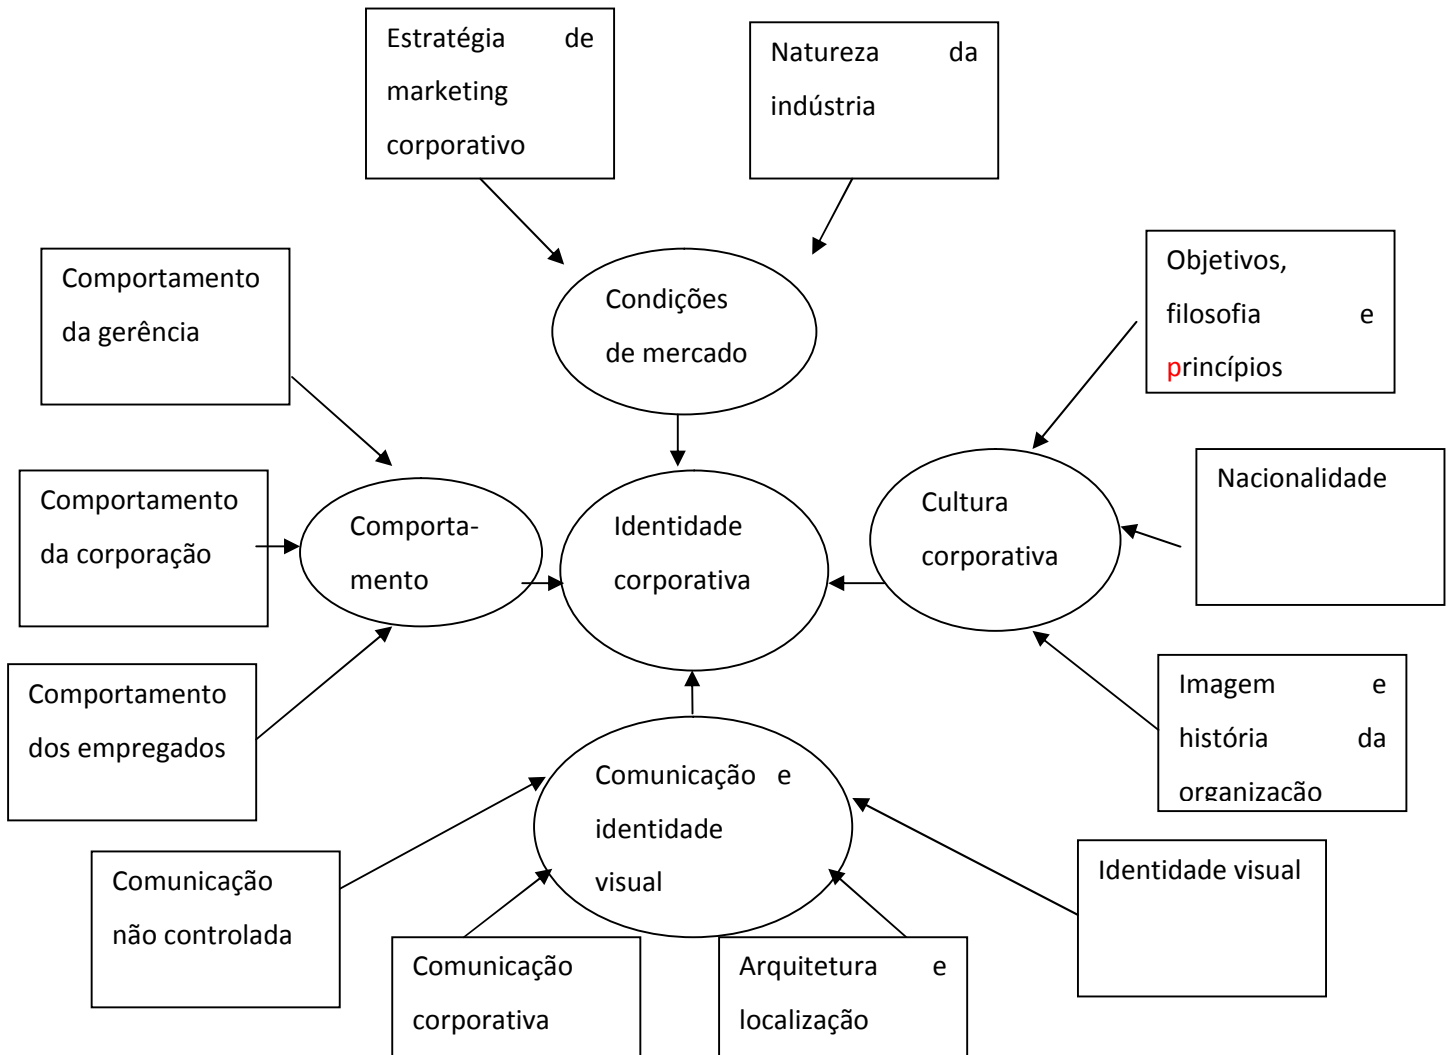 Estratégia de
marketing
corporativo
Natureza da
indústria
Comportamento
da gerência
Condições
de mercado
Objetivos,
filosofia e
princípios
Comportamento
da corporação
Comporta-
mento
Identidade
corporativa
Cultura
corporativa
Nacionalidade
Comportamento
dos empregados
Comunicação e
identidade
visual
Imagem e
história da
organização
Comunicação
não controlada
Comunicação
corporativa
Arquitetura e
localização
Identidade visual